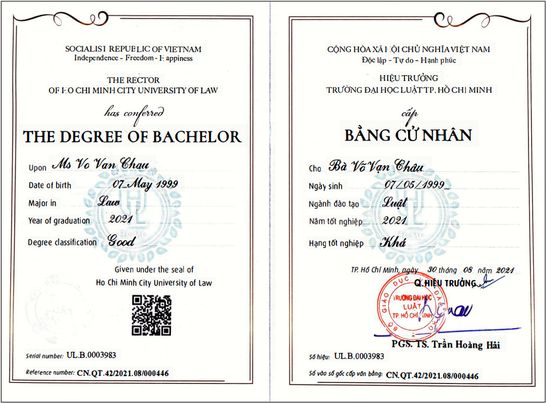 SOCIALIST REPUBLIC OF VIETNAM
Independence - Freedom - Happiness
THE RECTOR
OF HO CHI MINH CITY UNIVERSITY OF LAW
has conferred
THE DEGREE OF BACHELOR
Upon Ms Vo Van Chau
Date of birth 07 May 1999
Major in Law
Year of graduation 2021
Degree classification Good
Given under the seal of
Ho Chi Minh City University of Law
Serial number: UL.B.0003983
Reference number: CN.QT.42/2021.08/000446
CỘNG HÒA XÃ HỘI CHỦ NGHĨA VIỆT NAM
Độc lập - Tự do - Hạnh phúc
HIỆU TRƯỞNG
TRƯỜNG ĐẠI HỌC LUẬT TP. HỒ CHÍ MINH
cấp
BẰNG CỬ NHÂN
Cho Bà Võ Vạn Châu
Ngày sinh 07/05/1999
Ngành đào tạo Luật
Năm tốt nghiệp 2021
Hạng tốt nghiệp Khá
TP. Hồ Chí Minh, ngày 30 tháng 08 năm 2021
Q.HIỆU TRƯỞNG
TRƯỜNG ĐẠI HỌC
LUẬT
TP. HỒ CHÍ MINH
PGS. TS. Trần Hoàng Hải
Số hiệu: UL.B.0003983
Số vào sổ gốc cấp văn bằng: CN.QT.42/2021.08/000446